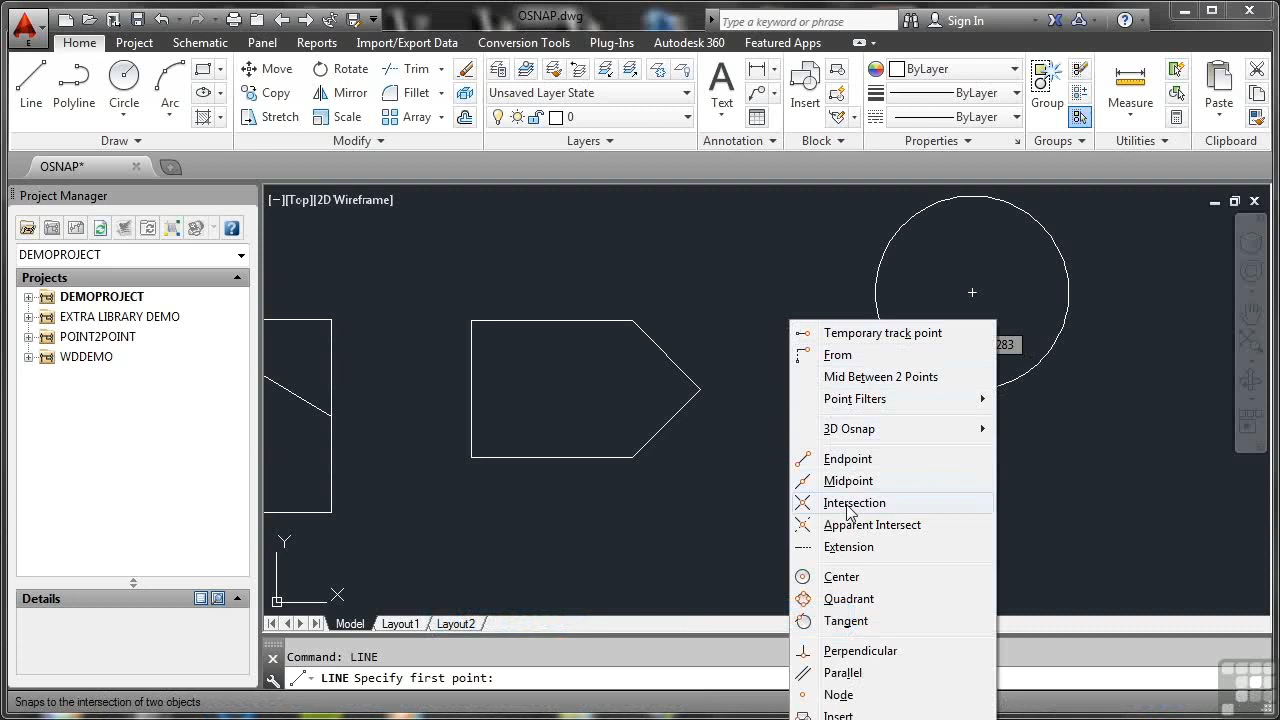 OSNAP.dwg
Type a keyword or phrase
Sign In
E
Home Project Schematic Panel Reports Import/Export Data Conversion Tools Plug-Ins Autodesk 360 Featured Apps
Line Polyline Circle Arc
Move Rotate Trim
Copy Mirror Fillet
Stretch Scale Array
Unsaved Layer State
0
Text
Insert
ByLayer
ByLayer
ByLayer
Group
Measure
Paste
Draw Modify Layers Annotation Block Properties Groups Utilities Clipboard
OSNAP*
Project Manager
DEMOPROJECT
Projects
DEMOPROJECT
EXTRA LIBRARY DEMO
POINT2POINT
WDDEMO
Details
[−][Top][2D Wireframe]
283
Temporary track point
From
Mid Between 2 Points
Point Filters
3D Osnap
Endpoint
Midpoint
Intersection
Apparent Intersect
Extension
Center
Quadrant
Tangent
Perpendicular
Parallel
Node
Insert
Y
X
Model Layout1 Layout2
Command: LINE
LINE Specify first point:
Snaps to the intersection of two objects